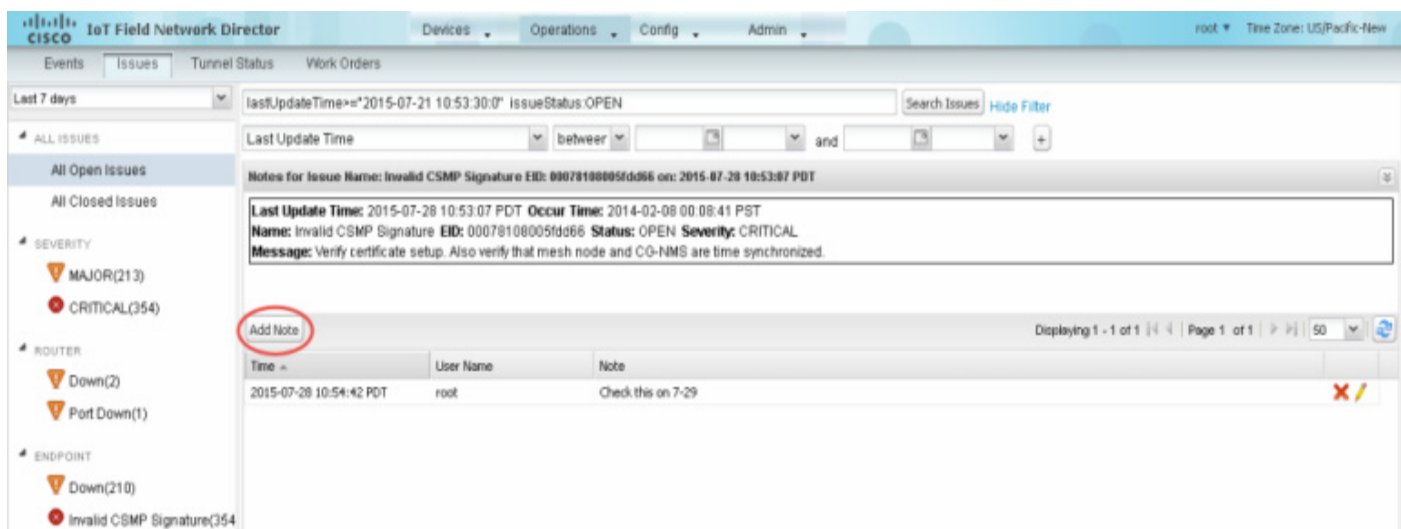 CISCO IoT Field Network Director Devices Operations Config Admin root Time Zone: US/Pacific-New
Events Issues Tunnel Status Work Orders
Last 7 days
lastUpdateTime>="2015-07-21 10:53:30:0" issueStatus:OPEN Search Issues Hide Filter
Last Update Time betweer and +
ALL ISSUES
All Open Issues
All Closed Issues
SEVERITY
MAJOR(213)
CRITICAL(354)
ROUTER
Down(2)
Port Down(1)
ENDPOINT
Down(210)
Invalid CSMP Signature(354
Notes for Issue Name: Invalid CSMP Signature EID: 00078108005fdd66 on: 2015-07-28 10:53:07 PDT
Last Update Time: 2015-07-28 10:53:07 PDT Occur Time: 2014-02-08 00:08:41 PST
Name: Invalid CSMP Signature EID: 00078108005fdd66 Status: OPEN Severity: CRITICAL
Message: Verify certificate setup. Also verify that mesh node and CG-NMS are time synchronized.
Add Note Displaying 1 - 1 of 1 Page 1 of 1 50
Time User Name Note
2015-07-28 10:54:42 PDT root Check this on 7-29